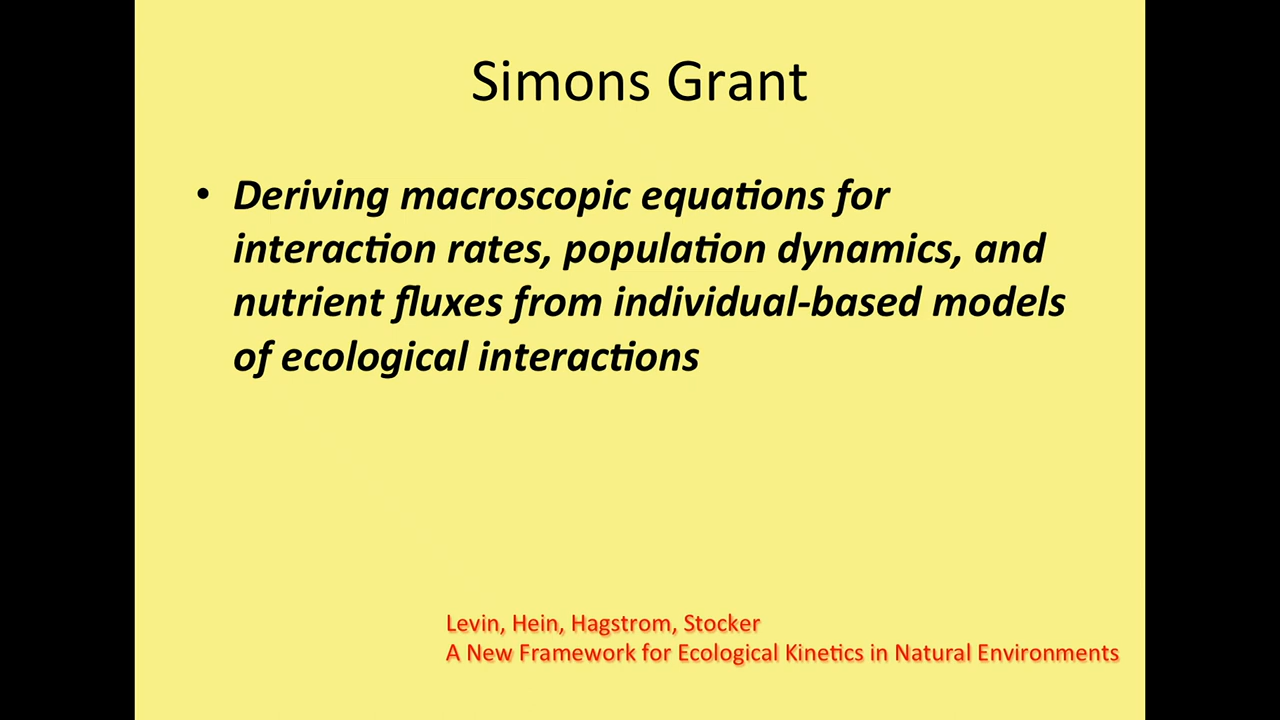 Simons Grant
• Deriving macroscopic equations for
interaction rates, population dynamics, and
nutrient fluxes from individual-based models
of ecological interactions
Levin, Hein, Hagstrom, Stocker
A New Framework for Ecological Kinetics in Natural Environments